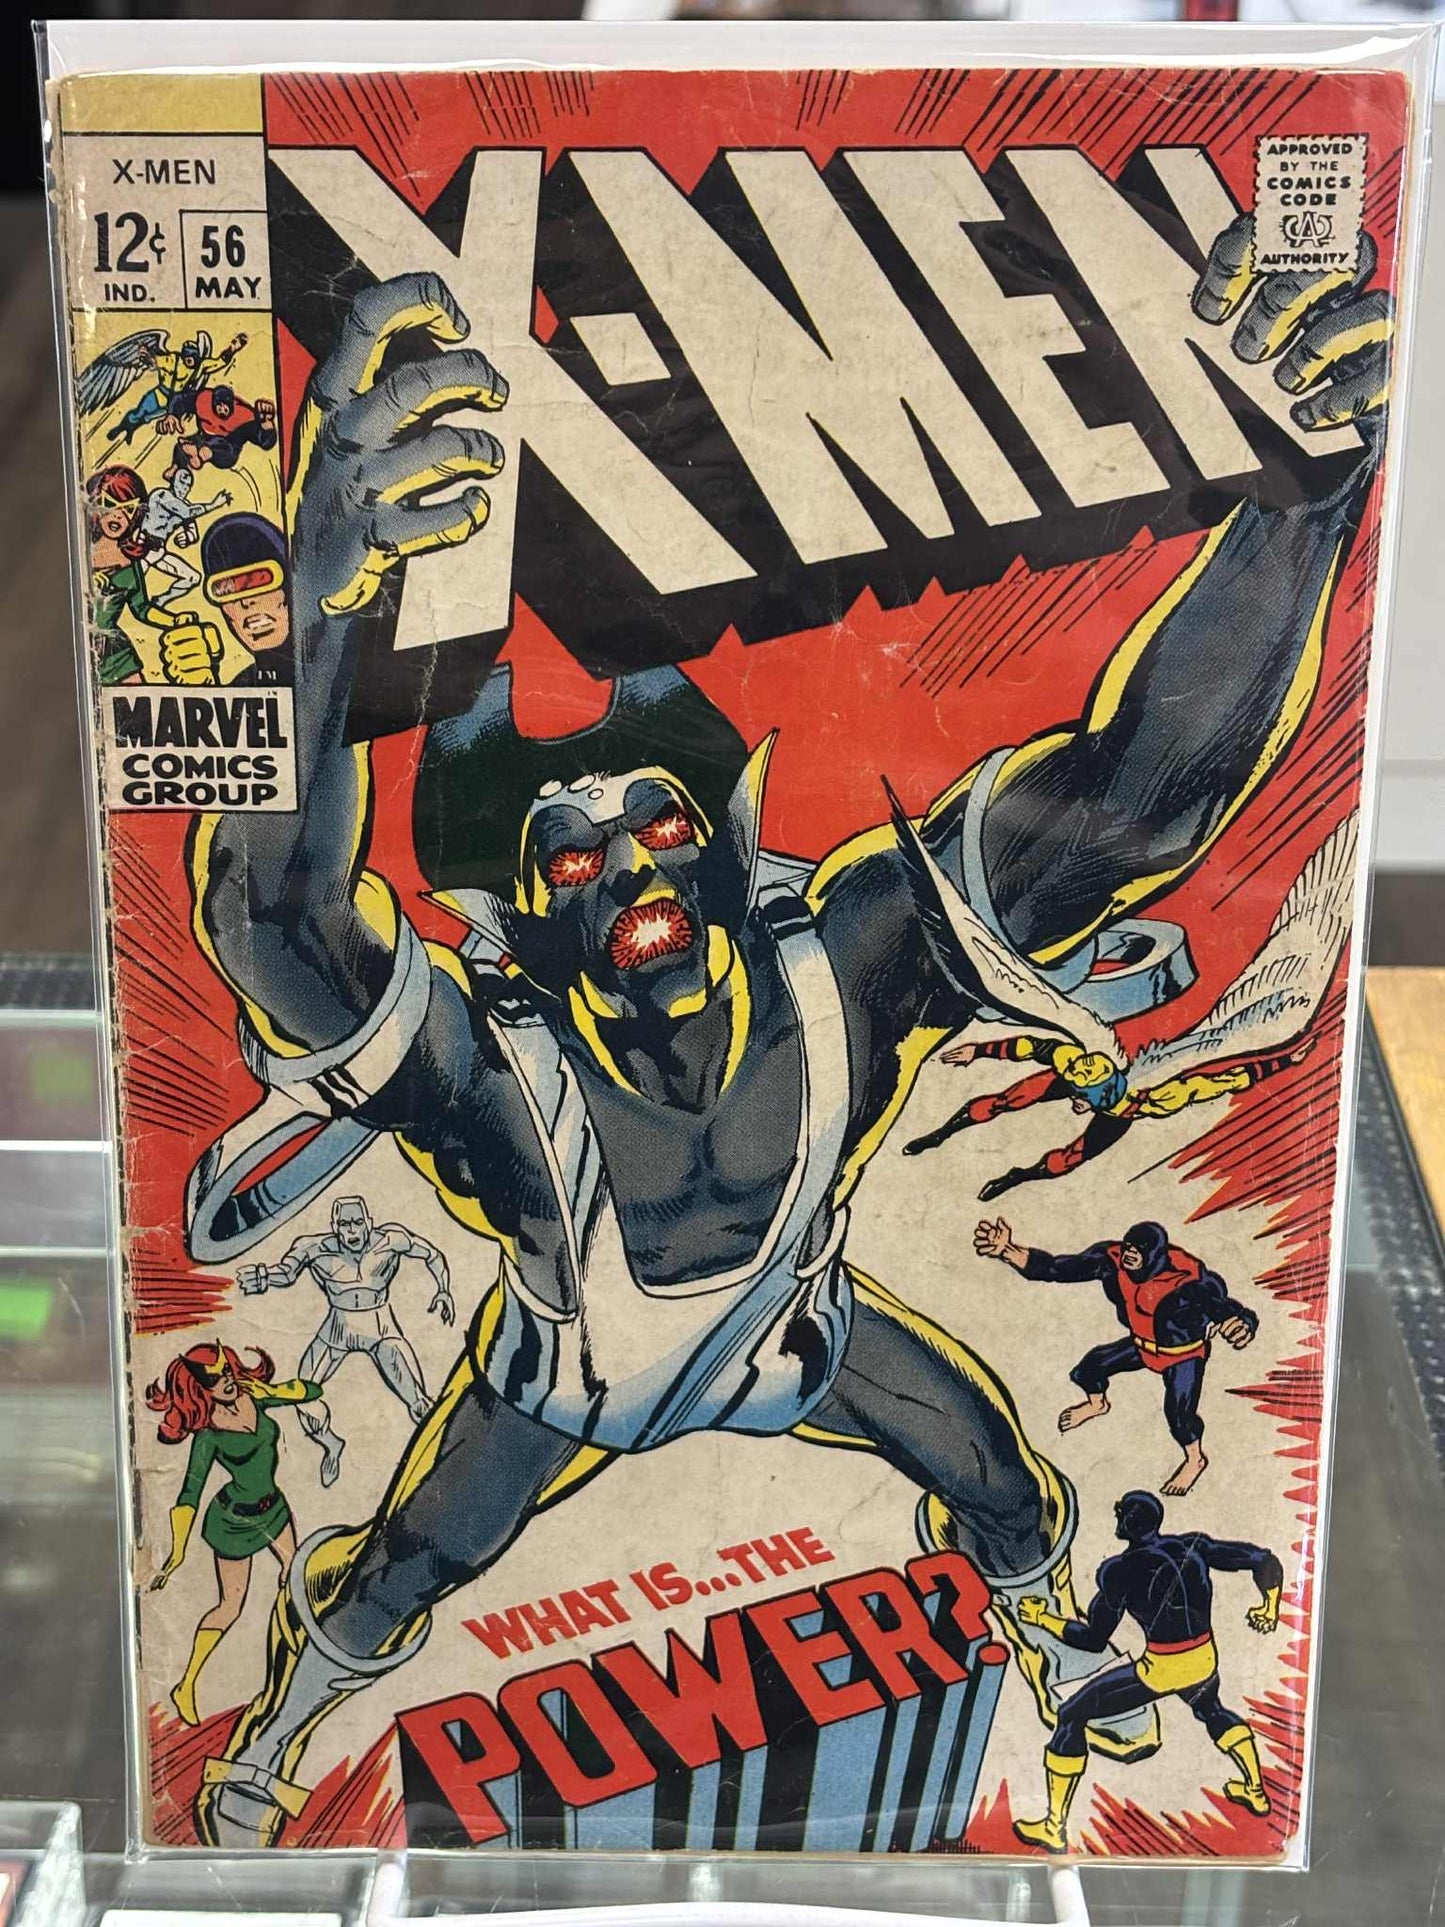 X-MEN
12¢
IND.
56
MAY
MARVEL
COMICS
GROUP
X-MEN
APPROVED
BY THE
COMICS
CODE
CA
AUTHORITY
WHAT IS...THE
POWER?